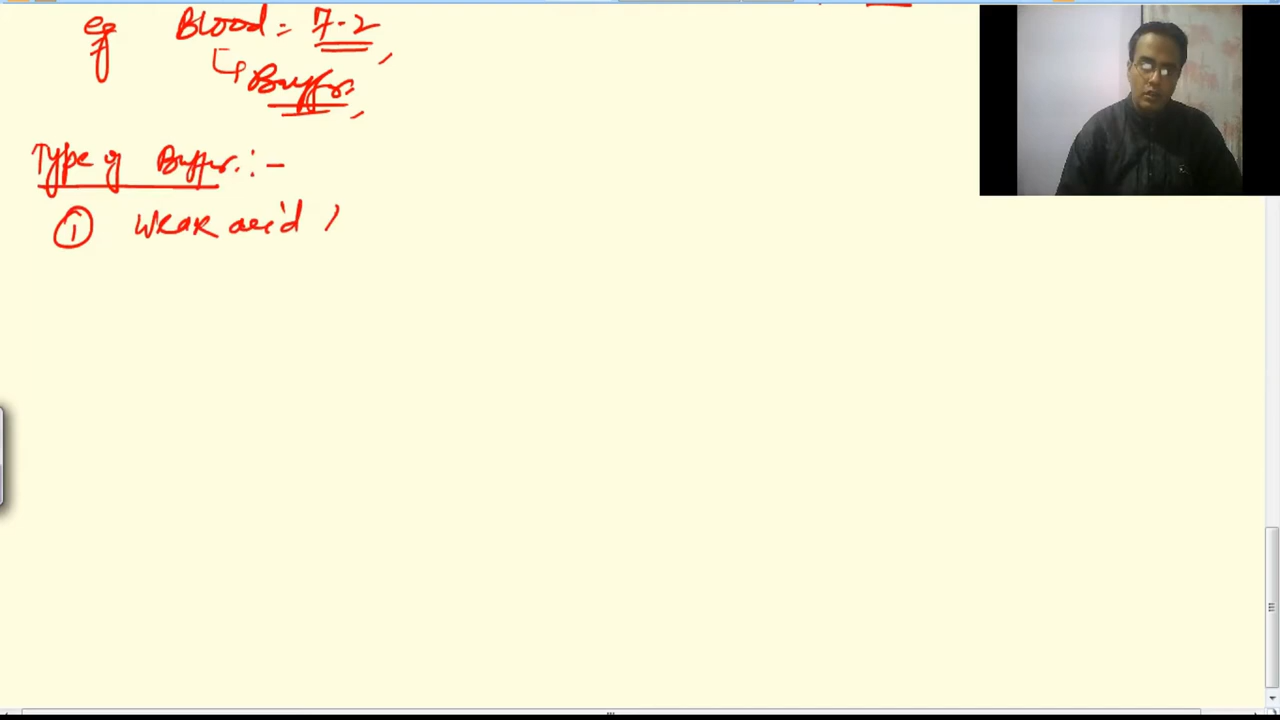 eg Blood = 7.2,
↳ Buffer,
Type of Buffer :-
① Weak acid /